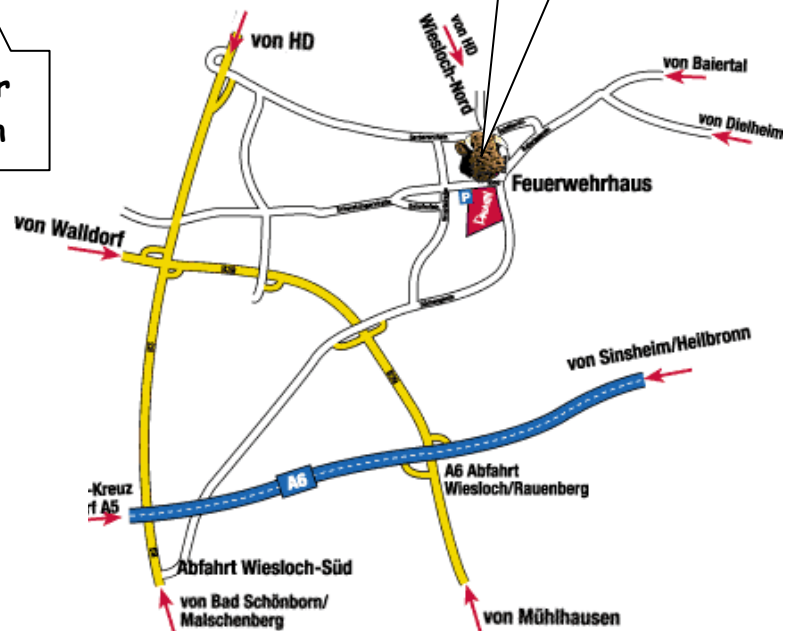 von HD
von HD
Wiesloch-Nord
von Baiertal
von Dielheim
r
n
Feuerwehrhaus
P
von Walldorf
von Sinsheim/Heilbronn
A6
A6 Abfahrt
Wiesloch/Rauenberg
-Kreuz
rf A5
Abfahrt Wiesloch-Süd
von Bad Schönborn/
Malschenberg
von Mühlhausen